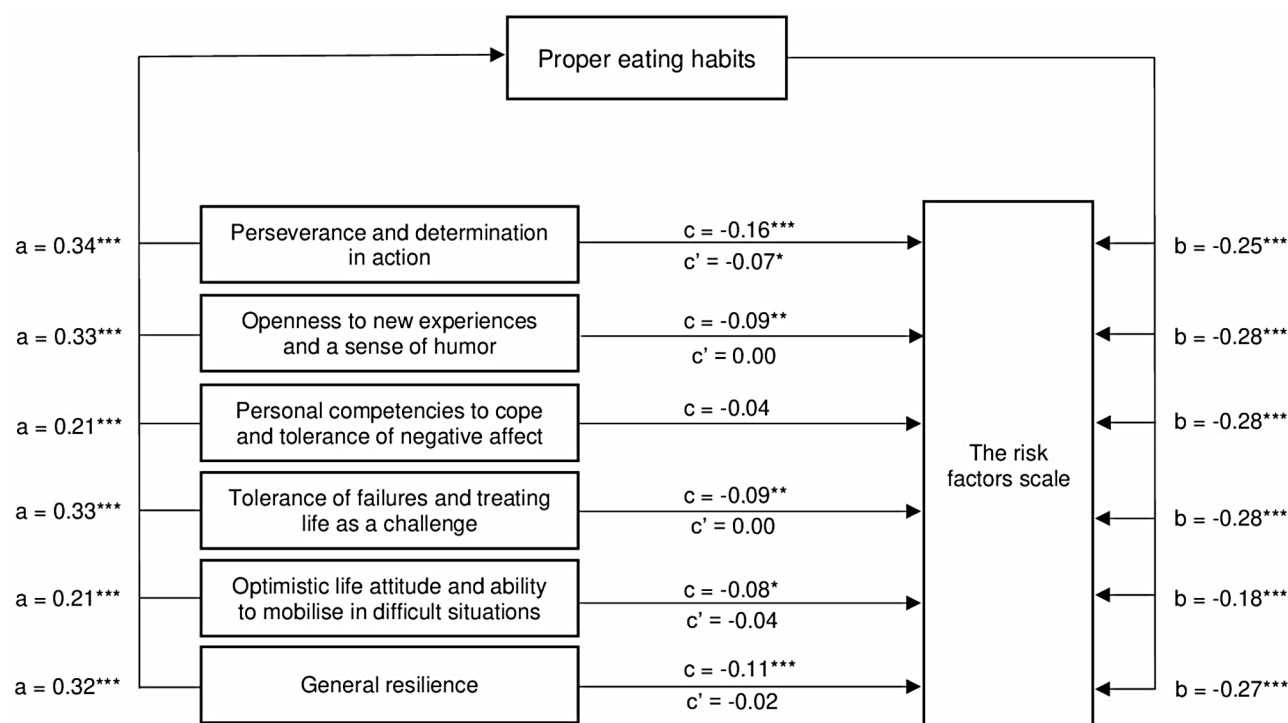 Proper eating habits
a = 0.34***
Perseverance and determination
in action
c = -0.16***
c’ = -0.07*
b = -0.25***
a = 0.33***
Openness to new experiences
and a sense of humor
c = -0.09**
c’ = 0.00
b = -0.28***
a = 0.21***
Personal competencies to cope
and tolerance of negative affect
c = -0.04
b = -0.28***
The risk
factors scale
a = 0.33***
Tolerance of failures and treating
life as a challenge
c = -0.09**
c’ = 0.00
b = -0.28***
a = 0.21***
Optimistic life attitude and ability
to mobilise in difficult situations
c = -0.08*
c’ = -0.04
b = -0.18***
a = 0.32***
General resilience
c = -0.11***
c’ = -0.02
b = -0.27***